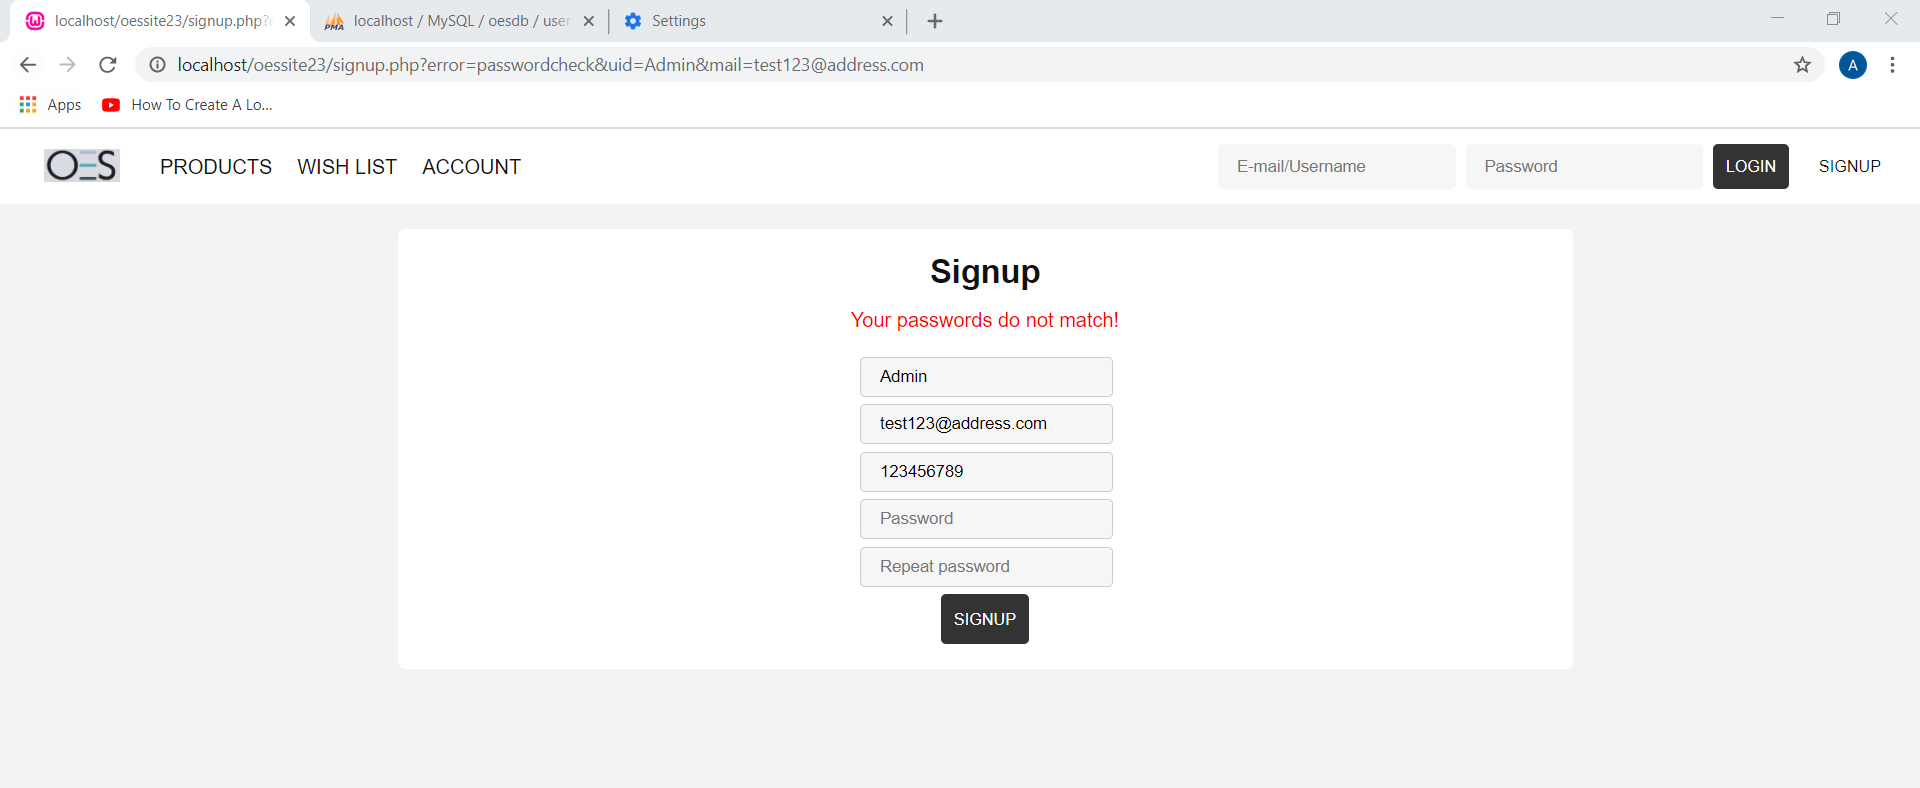 localhost/oessite23/signup.php?e
localhost / MySQL / oesdb / user
Settings
localhost/oessite23/signup.php?error=passwordcheck&uid=Admin&mail=test123@address.com
A
Apps
How To Create A Lo...
OES PRODUCTS WISH LIST ACCOUNT E-mail/Username Password LOGIN SIGNUP
Signup
Your passwords do not match!
Admin
test123@address.com
123456789
Password
Repeat password
SIGNUP